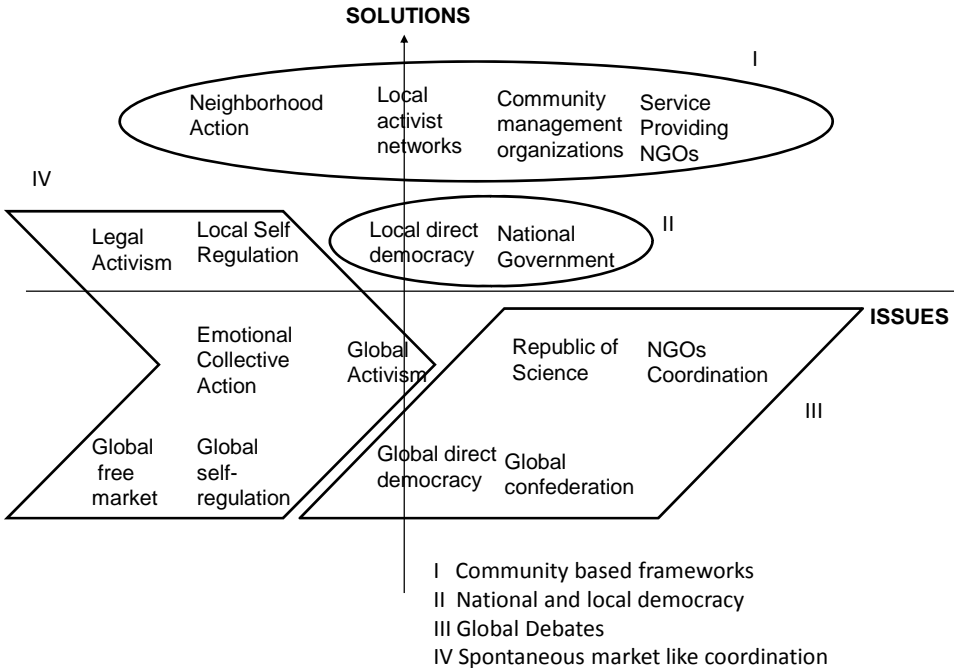 SOLUTIONS
I
Neighborhood
Action
Local
activist
networks
Community
management
organizations
Service
Providing
NGOs
IV
Legal
Activism
Local Self
Regulation
Local direct
democracy
National
Government
II
ISSUES
Emotional
Collective
Action
Global
Activism
Republic of
Science
NGOs
Coordination
III
Global
free
market
Global
self-
regulation
Global direct
democracy
Global
confederation
I Community based frameworks
II National and local democracy
III Global Debates
IV Spontaneous market like coordination